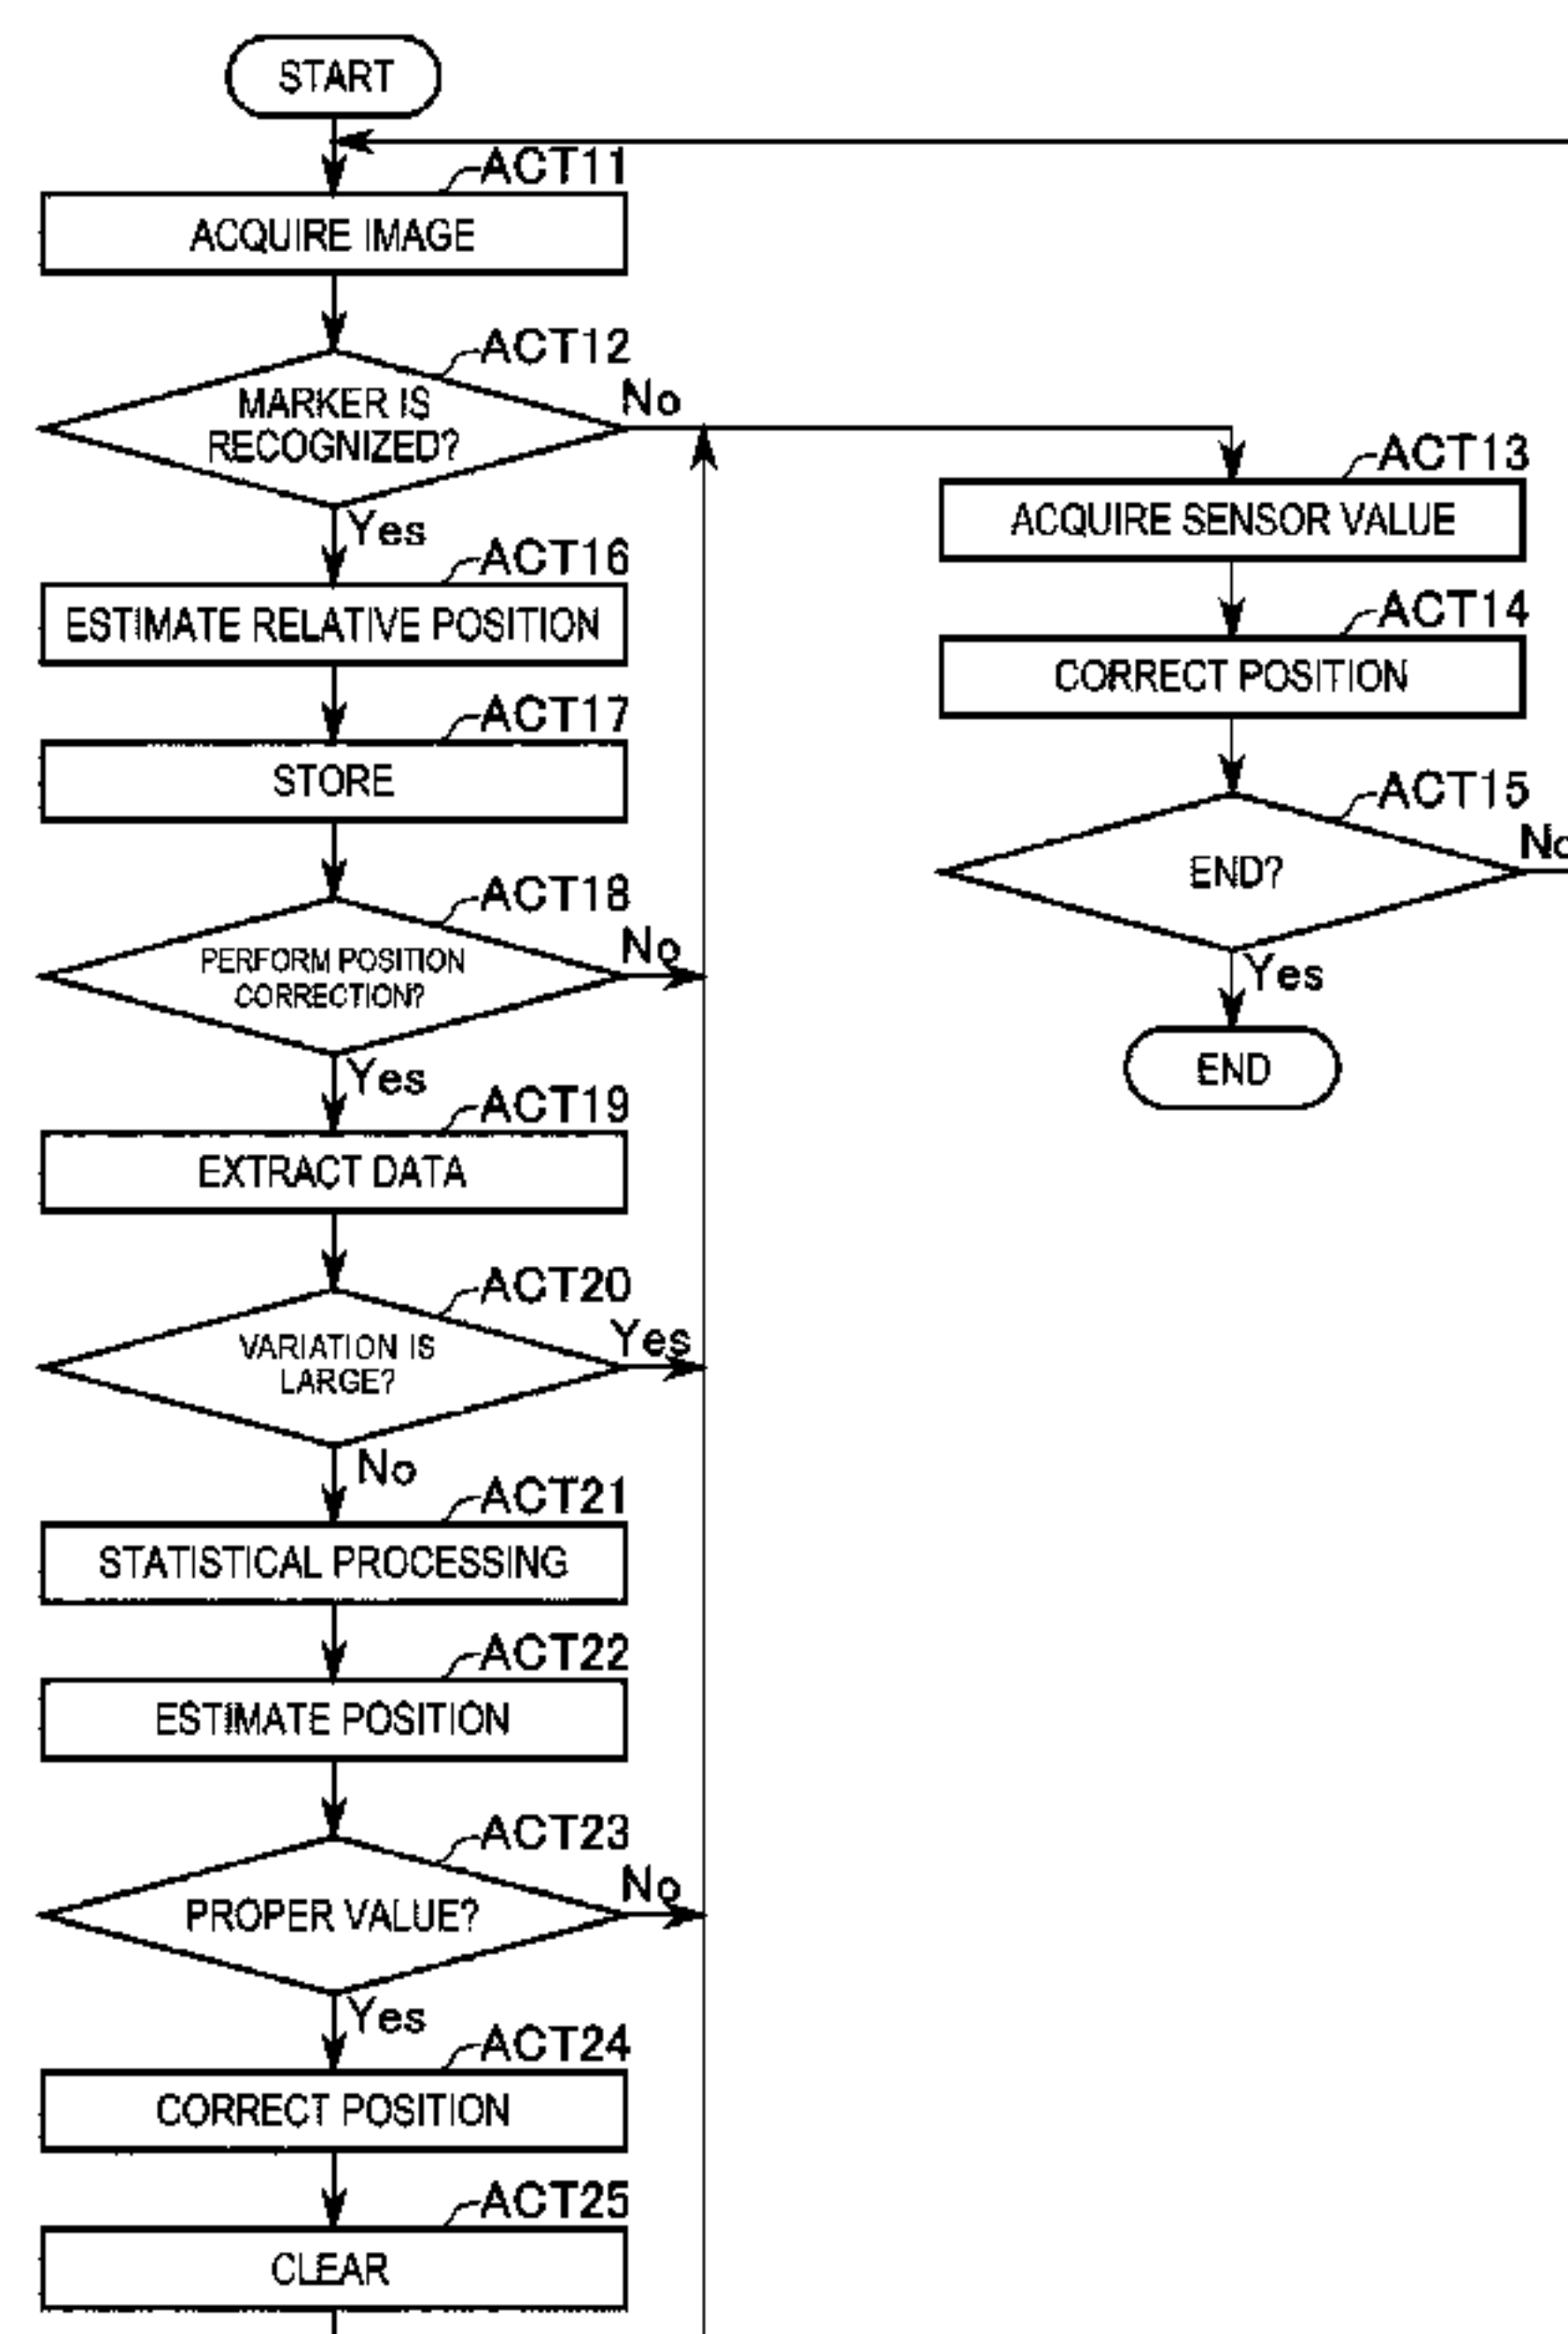 START
ACT11
ACQUIRE IMAGE
ACT12
MARKER IS
RECOGNIZED?
No
Yes
ACT16
ESTIMATE RELATIVE POSITION
ACT17
STORE
ACT18
PERFORM POSITION
CORRECTION?
No
Yes
ACT19
EXTRACT DATA
ACT20
VARIATION IS
LARGE?
Yes
No
ACT21
STATISTICAL PROCESSING
ACT22
ESTIMATE POSITION
ACT23
PROPER VALUE?
No
Yes
ACT24
CORRECT POSITION
ACT25
CLEAR
ACT13
ACQUIRE SENSOR VALUE
ACT14
CORRECT POSITION
ACT15
END?
No
Yes
END